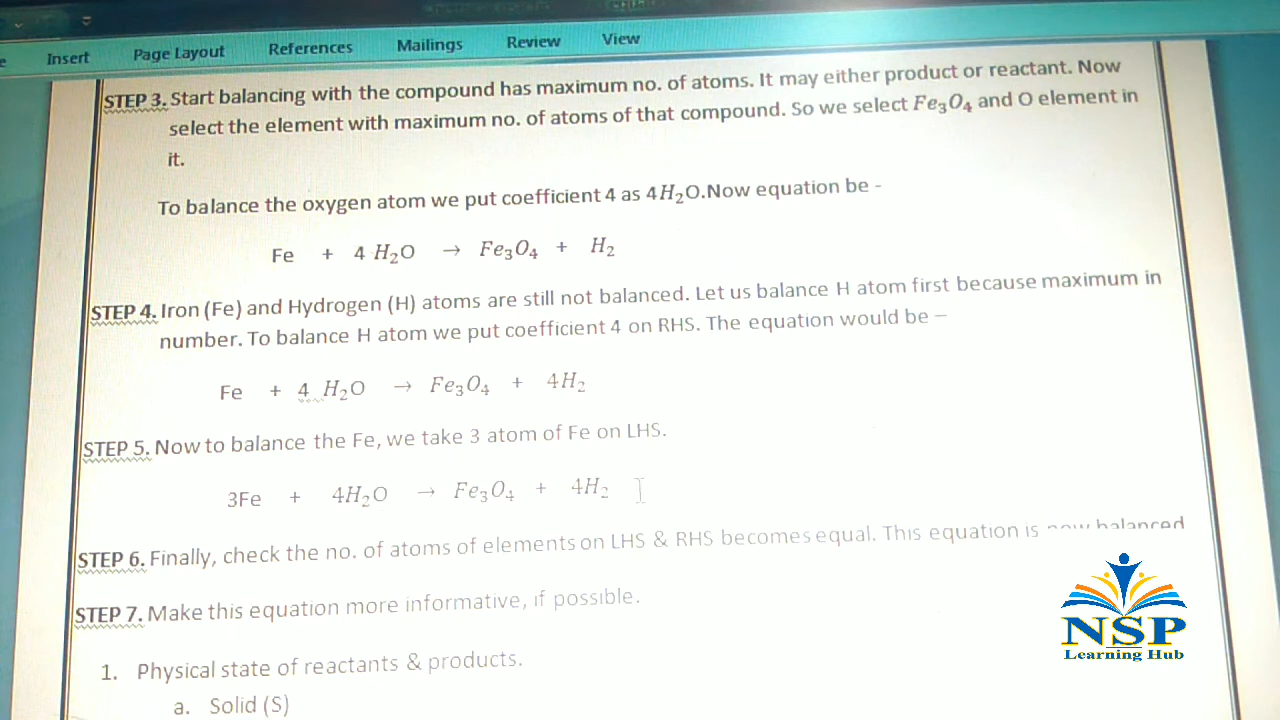 Insert Page Layout References Mailings Review View
STEP 3. Start balancing with the compound has maximum no. of atoms. It may either product or reactant. Now
select the element with maximum no. of atoms of that compound. So we select Fe₃O₄ and O element in
it.
To balance the oxygen atom we put coefficient 4 as 4H₂O.Now equation be -
Fe + 4 H₂O → Fe₃O₄ + H₂
STEP 4. Iron (Fe) and Hydrogen (H) atoms are still not balanced. Let us balance H atom first because maximum in
number. To balance H atom we put coefficient 4 on RHS. The equation would be –
Fe + 4 H₂O → Fe₃O₄ + 4H₂
STEP 5. Now to balance the Fe, we take 3 atom of Fe on LHS.
3Fe + 4H₂O → Fe₃O₄ + 4H₂
STEP 6. Finally, check the no. of atoms of elements on LHS & RHS becomes equal. This equation is now balanced
STEP 7. Make this equation more informative, if possible.
1. Physical state of reactants & products.
a. Solid (S)
NSP
Learning Hub